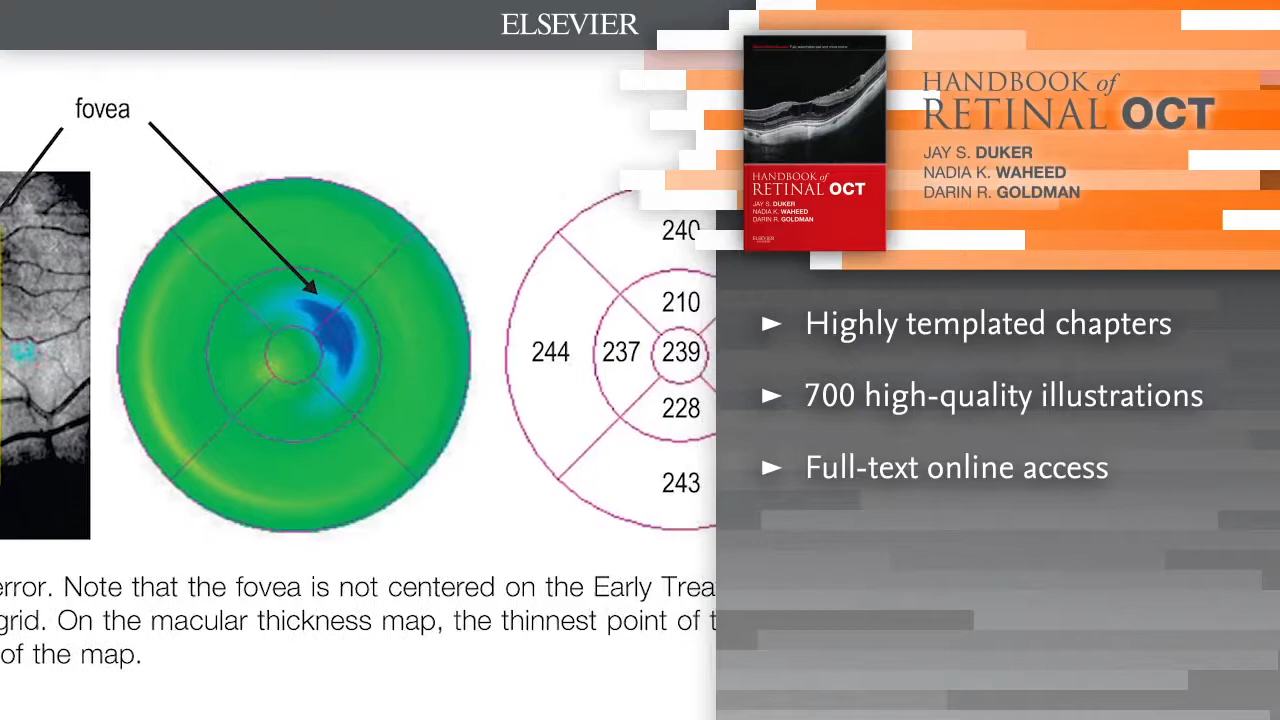 ELSEVIER
fovea
240
210
244 237 239
228
243
error. Note that the fovea is not centered on the Early Trea
grid. On the macular thickness map, the thinnest point of t
of the map.
HANDBOOK of
RETINAL OCT
JAY S. DUKER
NADIA K. WAHEED
DARIN R. GOLDMAN
ELSEVIER
HANDBOOK of
RETINAL OCT
JAY S. DUKER
NADIA K. WAHEED
DARIN R. GOLDMAN
► Highly templated chapters
► 700 high-quality illustrations
► Full-text online access